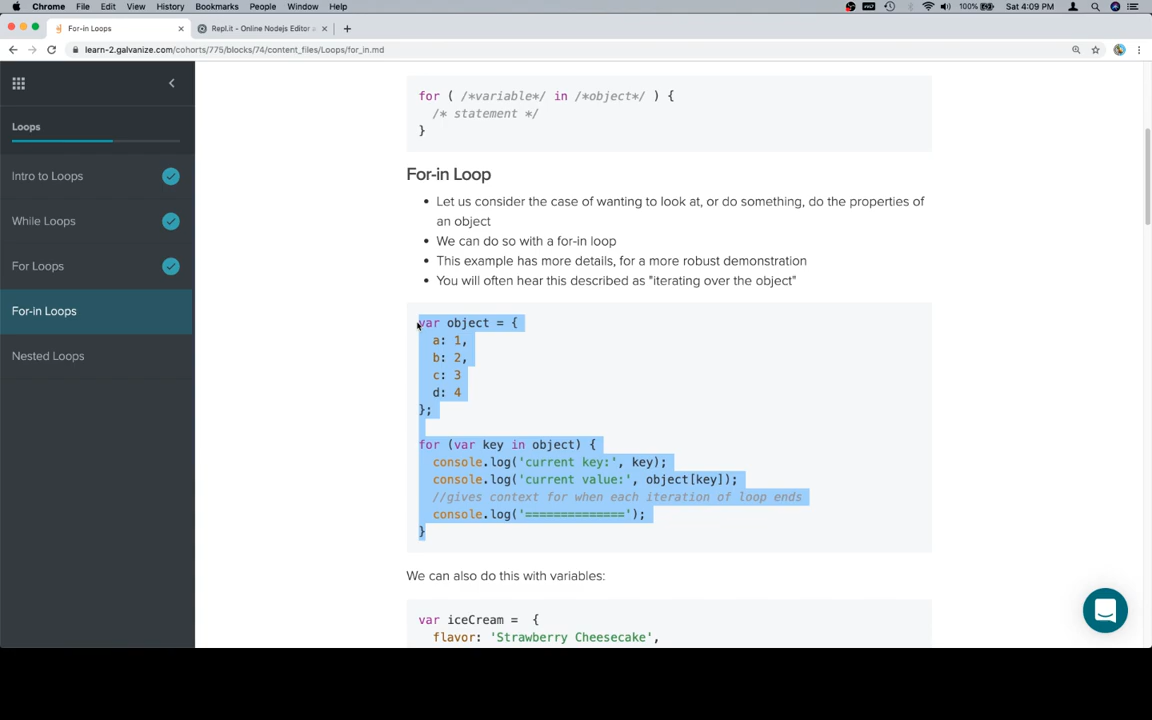 Chrome File Edit View History Bookmarks People Window Help
100% Sat 4:09 PM
For-in Loops
Repl.it - Online Nodejs Editor
learn-2.galvanize.com/cohorts/775/blocks/74/content_files/Loops/for_in.md
Loops
Intro to Loops
While Loops
For Loops
For-in Loops
Nested Loops
for ( /*variable*/ in /*object*/ ) {
/* statement */
}
For-in Loop
• Let us consider the case of wanting to look at, or do something, do the properties of
an object
• We can do so with a for-in loop
• This example has more details, for a more robust demonstration
• You will often hear this described as "iterating over the object"
var object = {
a: 1,
b: 2,
c: 3
d: 4
};
for (var key in object) {
console.log('current key:', key);
console.log('current value:', object[key]);
//gives context for when each iteration of loop ends
console.log('==============');
}
We can also do this with variables:
var iceCream = {
flavor: 'Strawberry Cheesecake',